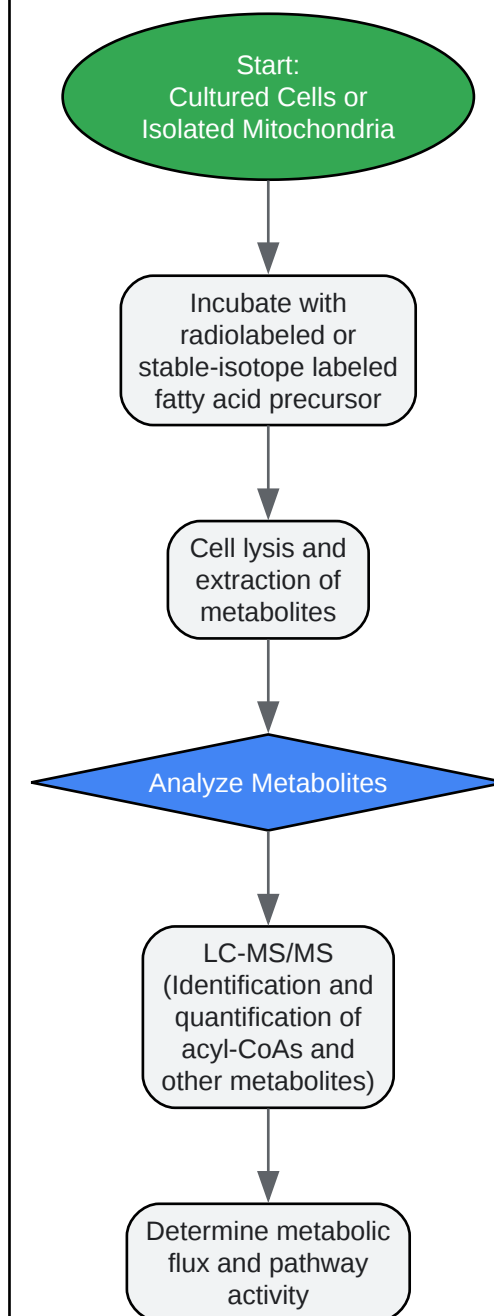 Start:
Cultured Cells or
Isolated Mitochondria
Incubate with
radiolabeled or
stable-isotope labeled
fatty acid precursor
Cell lysis and
extraction of
metabolites
Analyze Metabolites
LC-MS/MS
(Identification and
quantification of
acyl-CoAs and
other metabolites)
Determine metabolic
flux and pathway
activity